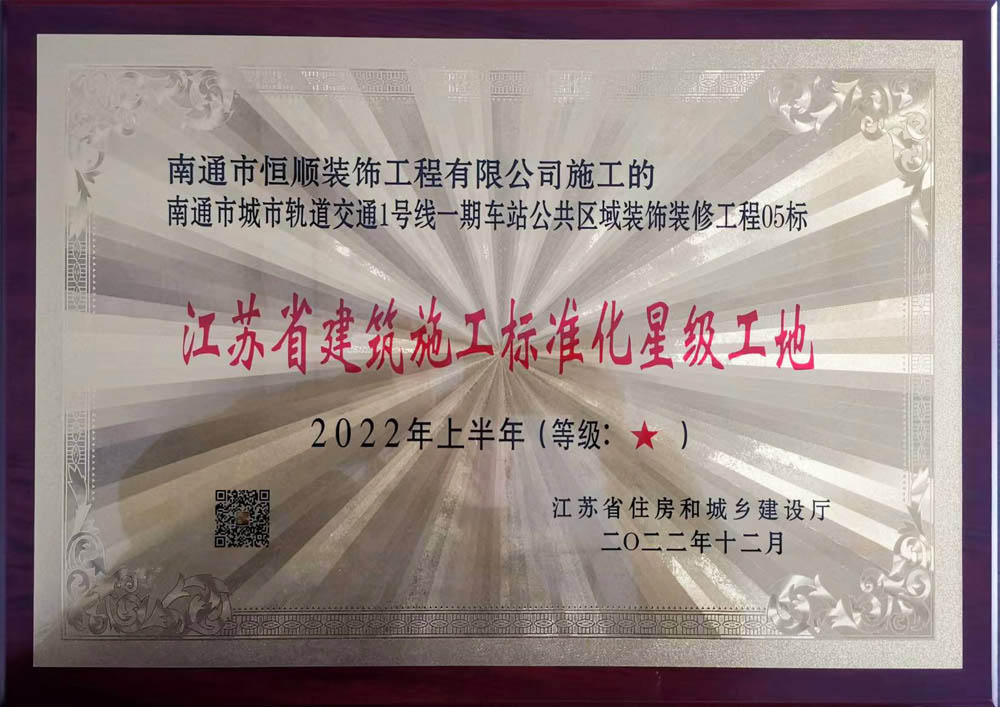 南通市恒顺装饰工程有限公司施工的
南通市城市轨道交通1号线一期车站公共区域装饰装修工程05标
江苏省建筑施工标准化星级工地
2022年上半年（等级：★ ）
江苏省住房和城乡建设厅
二〇二二年十二月